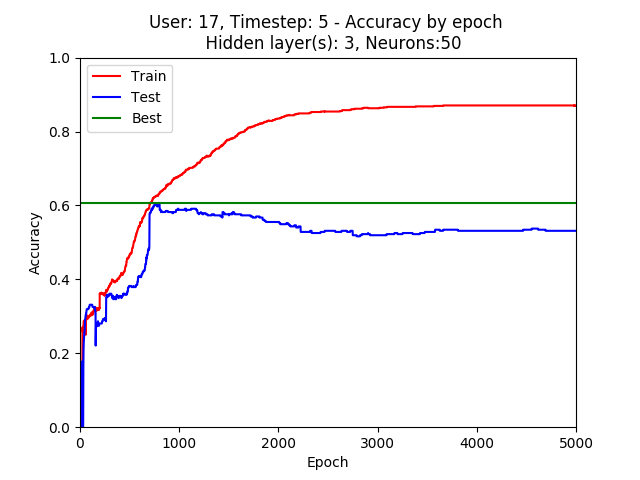 User: 17, Timestep: 5 - Accuracy by epoch
Hidden layer(s): 3, Neurons:50
1.0
Train
Test
Best
0.8
0.6
Accuracy
0.4
0.2
0.0
0 1000 2000 3000 4000 5000
Epoch